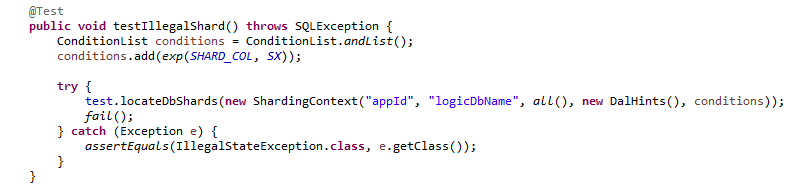 @Test
public void testIllegalShard() throws SQLException {
ConditionList conditions = ConditionList.andList();
conditions.add(exp(SHARD_COL, SX));
try {
test.locateDbShards(new ShardingContext("appId", "logicDbName", all(), new DalHints(), conditions));
fail();
} catch (Exception e) {
assertEquals(IllegalStateException.class, e.getClass());
}
}